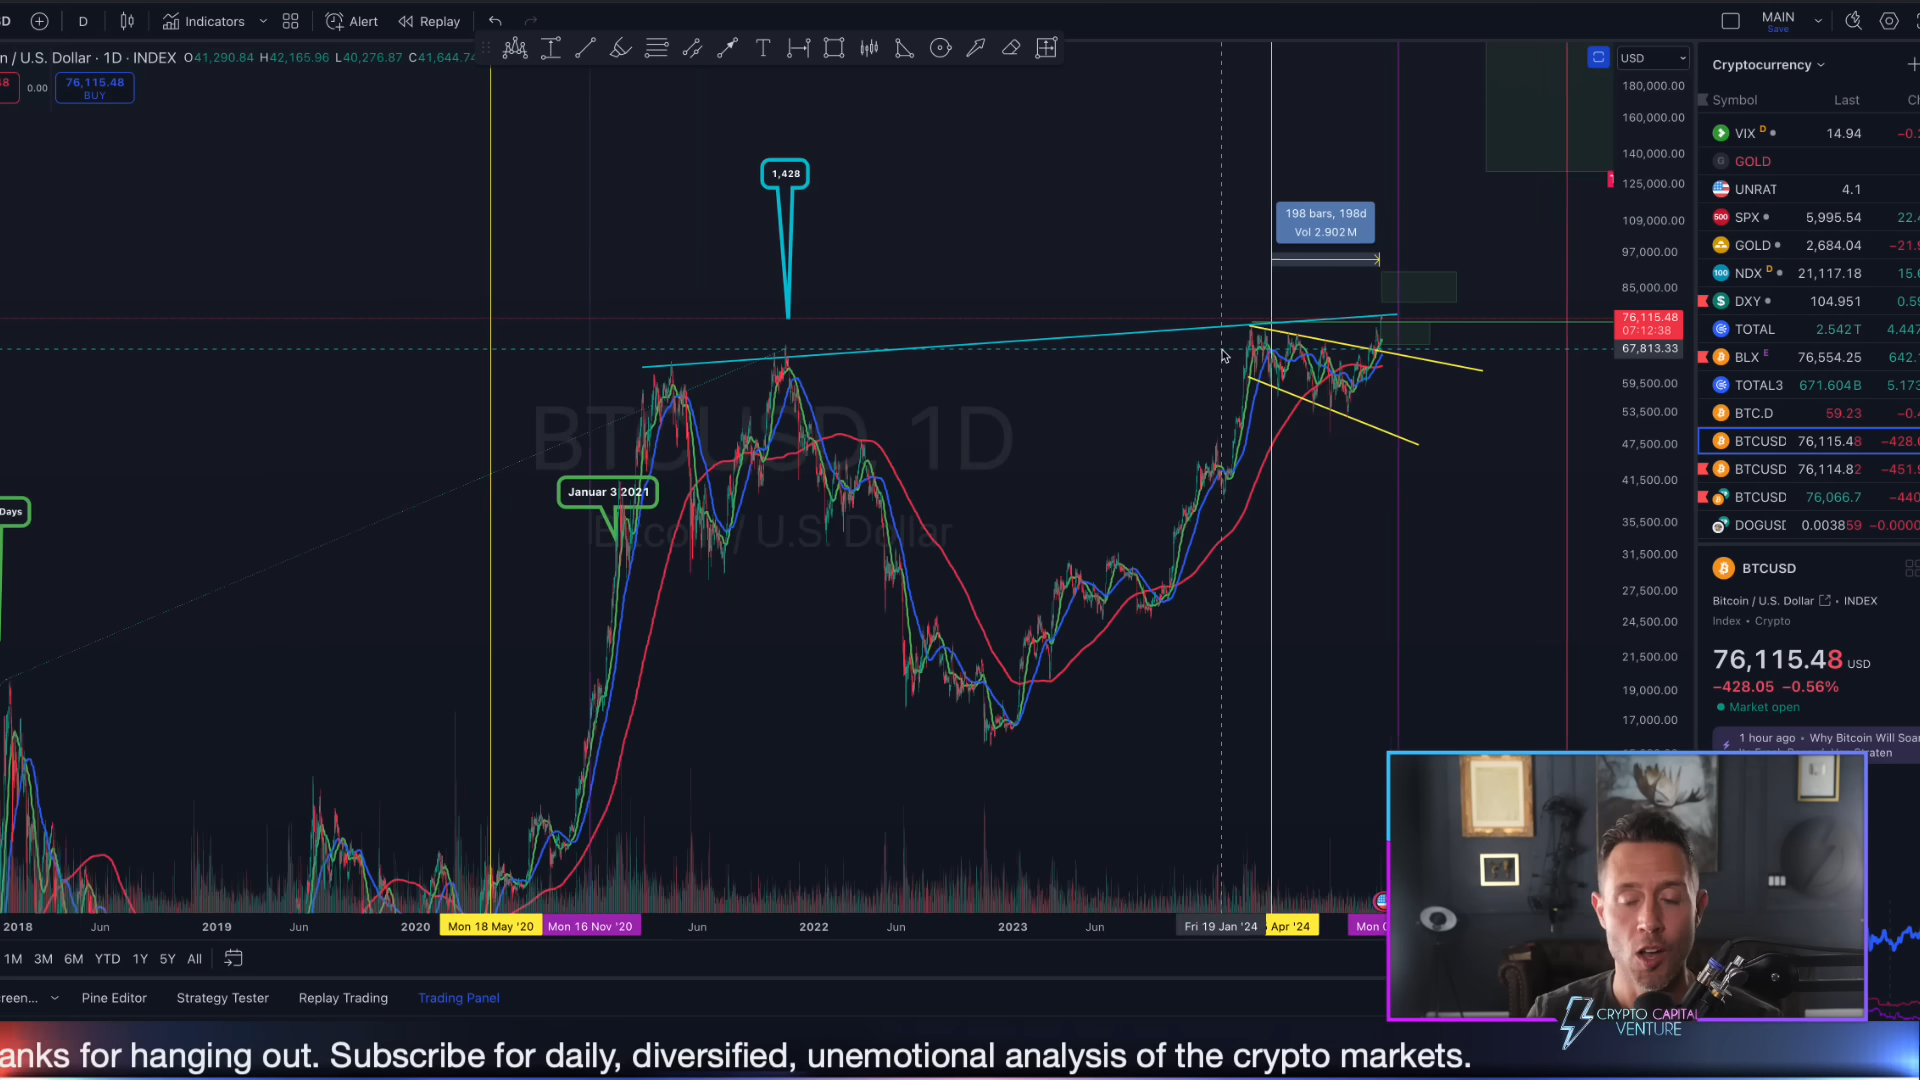 D
D
Indicators
Alert
Replay
MAIN
Save
n / U.S. Dollar · 1D · INDEX O41,290.84 H42,165.96 L40,276.87 C41,644.74
48
0.00
76,115.48
BUY
USD
180,000.00
160,000.00
140,000.00
125,000.00
109,000.00
97,000.00
85,000.00
76,115.48
07:12:38
67,813.33
59,500.00
53,500.00
47,500.00
41,500.00
35,500.00
31,500.00
27,500.00
24,500.00
21,500.00
19,000.00
17,000.00
1,428
198 bars, 198d
Vol 2.902M
BTCUSD, 1D
Bitcoin / U.S. Dollar
Januar 3 2021
Days
Cryptocurrency
Symbol Last Ch
VIX D 14.94 −0.
GOLD
UNRAT 4.1
SPX 5,995.54 22.4
GOLD 2,684.04 −21.9
NDX D 21,117.18 15.6
DXY 104.951 0.59
TOTAL 2.542T 4.447
BLX E 76,554.25 642.
TOTAL3 671.604B 5.173
BTC.D 59.23 −0.4
BTCUSD 76,115.48 −428.0
BTCUSD 76,114.82 −451.9
BTCUSD 76,066.7 −440
DOGUSD 0.003859 −0.0000
BTCUSD
Bitcoin / U.S. Dollar • INDEX
Index • Crypto
76,115.48 USD
−428.05 −0.56%
Market open
1 hour ago • Why Bitcoin Will Soar
2018 Jun 2019 Jun 2020 Mon 18 May '20 Mon 16 Nov '20 Jun 2022 Jun 2023 Jun Fri 19 Jan '24 Apr '24 Mon
1M 3M 6M YTD 1Y 5Y All
reen... Pine Editor Strategy Tester Replay Trading Trading Panel
CRYPTO CAPITAL
VENTURE
anks for hanging out. Subscribe for daily, diversified, unemotional analysis of the crypto markets.